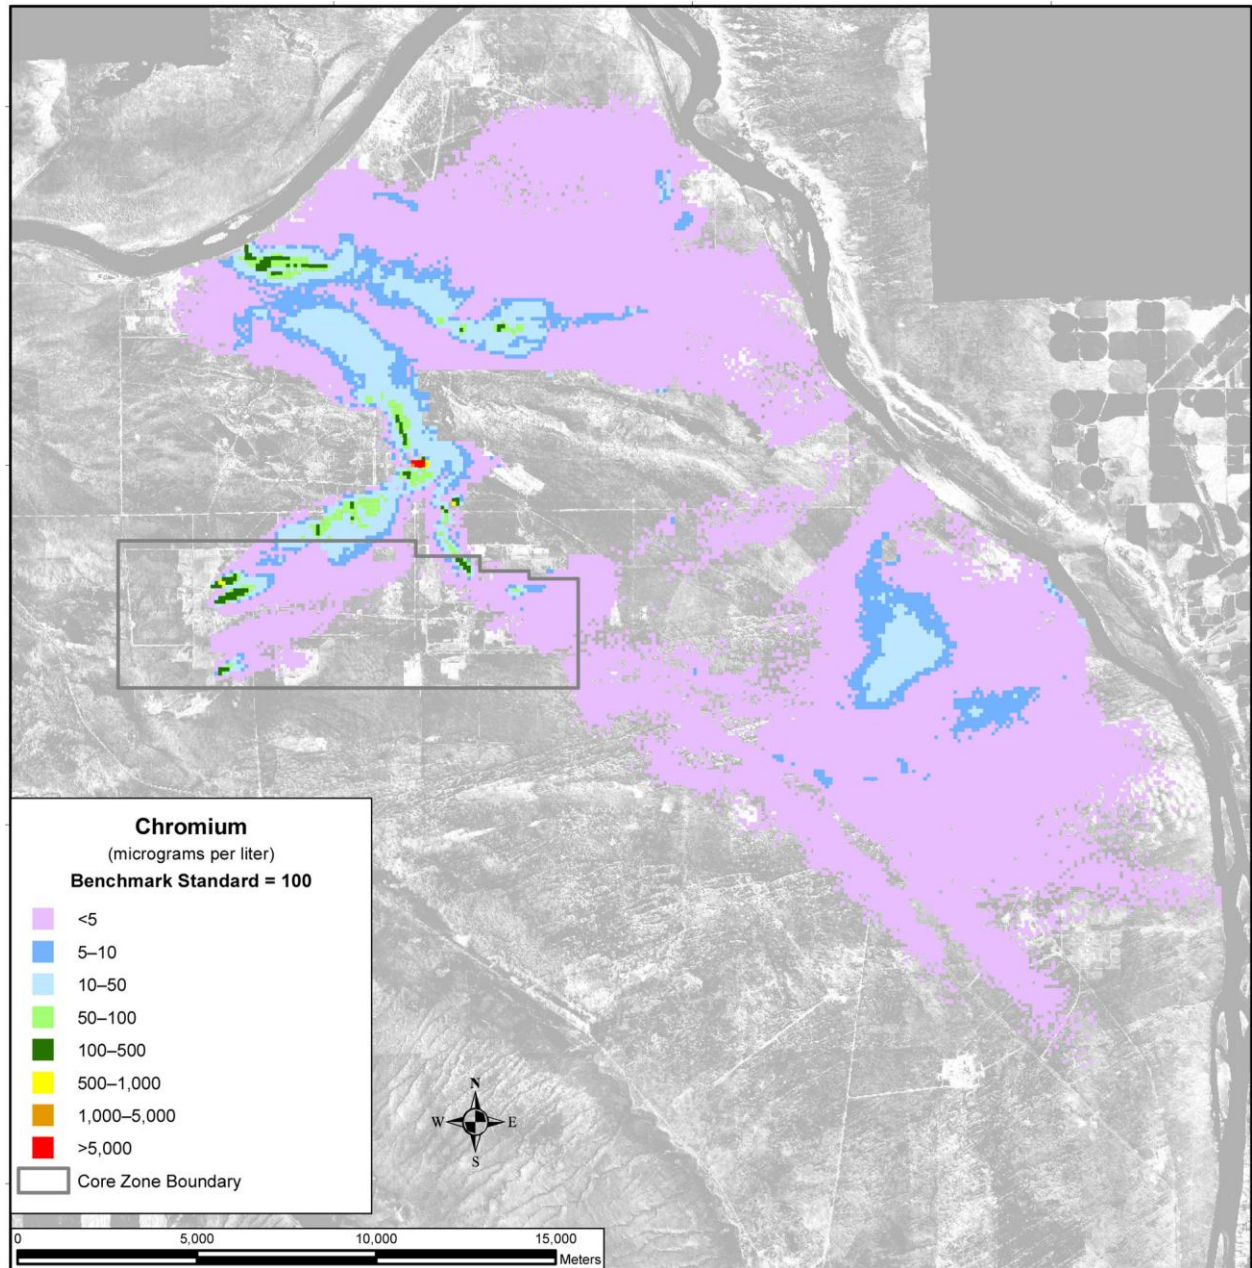 N
W E
S
Chromium
(micrograms per liter)
Benchmark Standard = 100
<5
5–10
10–50
50–100
100–500
500–1,000
1,000–5,000
>5,000
Core Zone Boundary
0 5,000 10,000 15,000
Meters